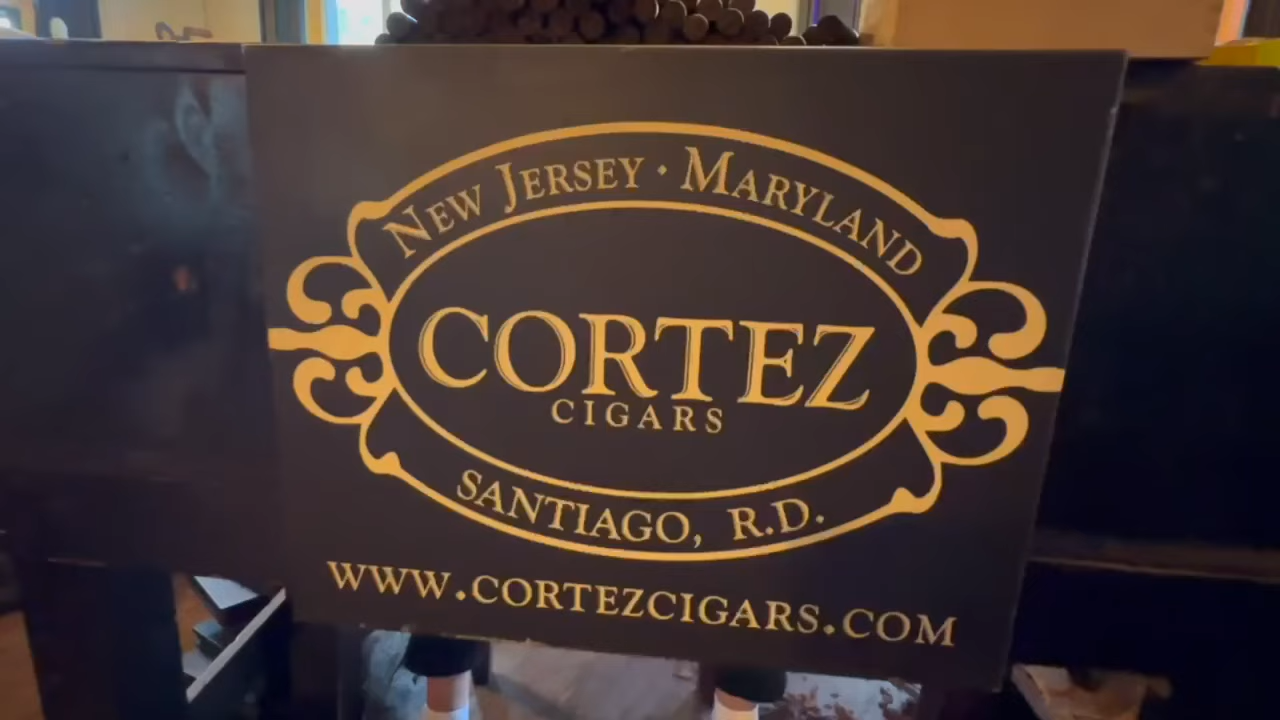 New Jersey · Maryland
CORTEZ
CIGARS
SANTIAGO, R.D.
WWW.CORTEZCIGARS.COM